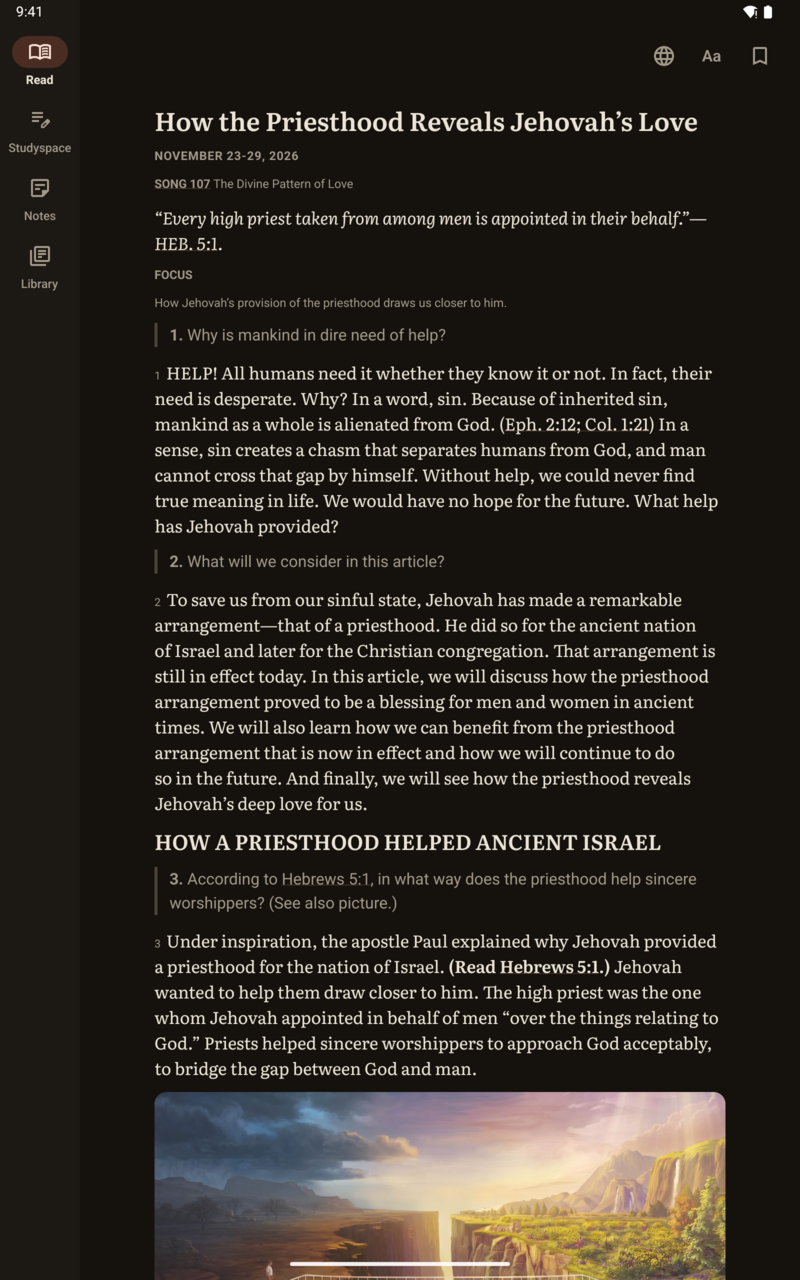 9:41
Read
Studyspace
Notes
Library
Aa
How the Priesthood Reveals Jehovah’s Love
NOVEMBER 23-29, 2026
SONG 107 The Divine Pattern of Love
“Every high priest taken from among men is appointed in their behalf.”—
HEB. 5:1.
FOCUS
How Jehovah’s provision of the priesthood draws us closer to him.
1. Why is mankind in dire need of help?
1 HELP! All humans need it whether they know it or not. In fact, their
need is desperate. Why? In a word, sin. Because of inherited sin,
mankind as a whole is alienated from God. (Eph. 2:12; Col. 1:21) In a
sense, sin creates a chasm that separates humans from God, and man
cannot cross that gap by himself. Without help, we could never find
true meaning in life. We would have no hope for the future. What help
has Jehovah provided?
2. What will we consider in this article?
2 To save us from our sinful state, Jehovah has made a remarkable
arrangement—that of a priesthood. He did so for the ancient nation
of Israel and later for the Christian congregation. That arrangement is
still in effect today. In this article, we will discuss how the priesthood
arrangement proved to be a blessing for men and women in ancient
times. We will also learn how we can benefit from the priesthood
arrangement that is now in effect and how we will continue to do
so in the future. And finally, we will see how the priesthood reveals
Jehovah’s deep love for us.
HOW A PRIESTHOOD HELPED ANCIENT ISRAEL
3. According to Hebrews 5:1, in what way does the priesthood help sincere
worshippers? (See also picture.)
3 Under inspiration, the apostle Paul explained why Jehovah provided
a priesthood for the nation of Israel. (Read Hebrews 5:1.) Jehovah
wanted to help them draw closer to him. The high priest was the one
whom Jehovah appointed in behalf of men “over the things relating to
God.” Priests helped sincere worshippers to approach God acceptably,
to bridge the gap between God and man.